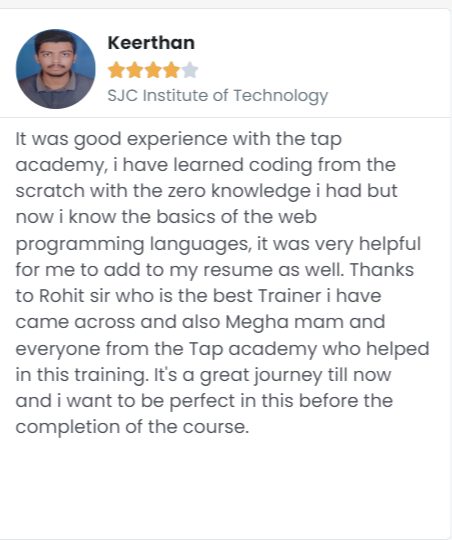 Keerthan
SJC Institute of Technology
It was good experience with the tap
academy, i have learned coding from the
scratch with the zero knowledge i had but
now i know the basics of the web
programming languages, it was very helpful
for me to add to my resume as well. Thanks
to Rohit sir who is the best Trainer i have
came across and also Megha mam and
everyone from the Tap academy who helped
in this training. It's a great journey till now
and i want to be perfect in this before the
completion of the course.